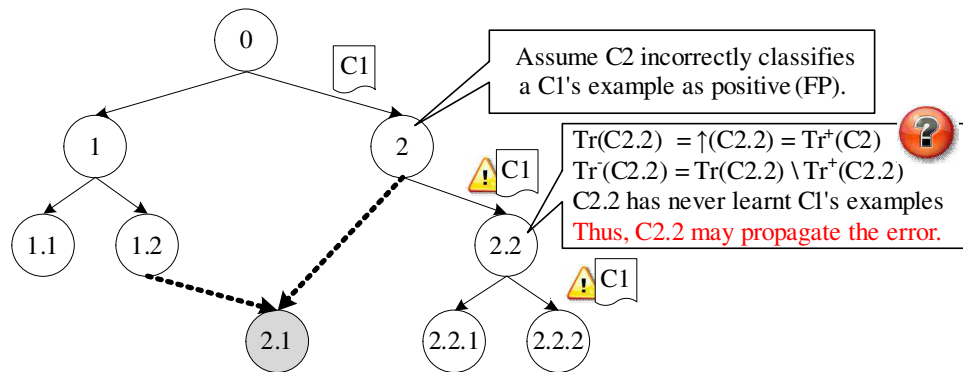 0
C1
Assume C2 incorrectly classifies
a C1's example as positive (FP).
1
2
?
Tr(C2.2) = ↑(C2.2) = Tr⁺(C2)
Tr⁻(C2.2) = Tr(C2.2) \ Tr⁺(C2.2)
C2.2 has never learnt C1's examples
Thus, C2.2 may propagate the error.
! C1
1.1
1.2
2.2
! C1
2.1
2.2.1
2.2.2